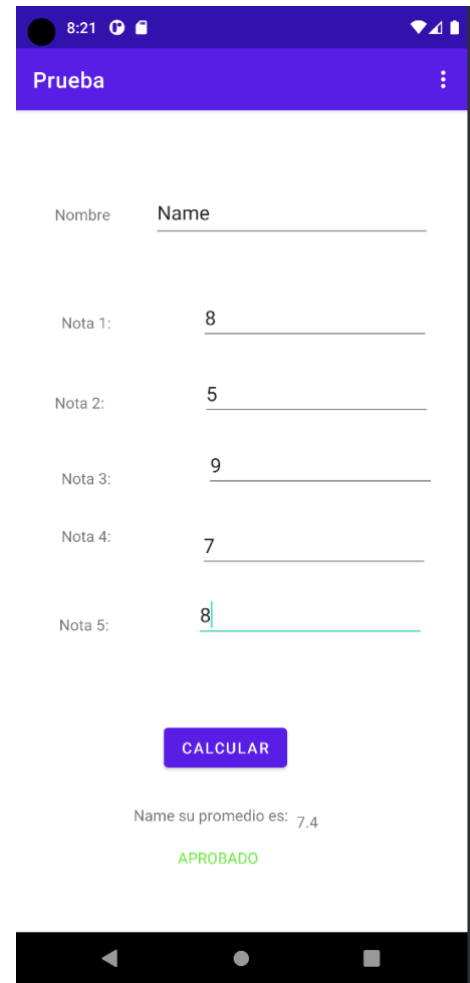 8:21
Prueba
Nombre Name
Nota 1: 8
Nota 2: 5
Nota 3: 9
Nota 4: 7
Nota 5: 8
CALCULAR
Name su promedio es: 7.4
APROBADO